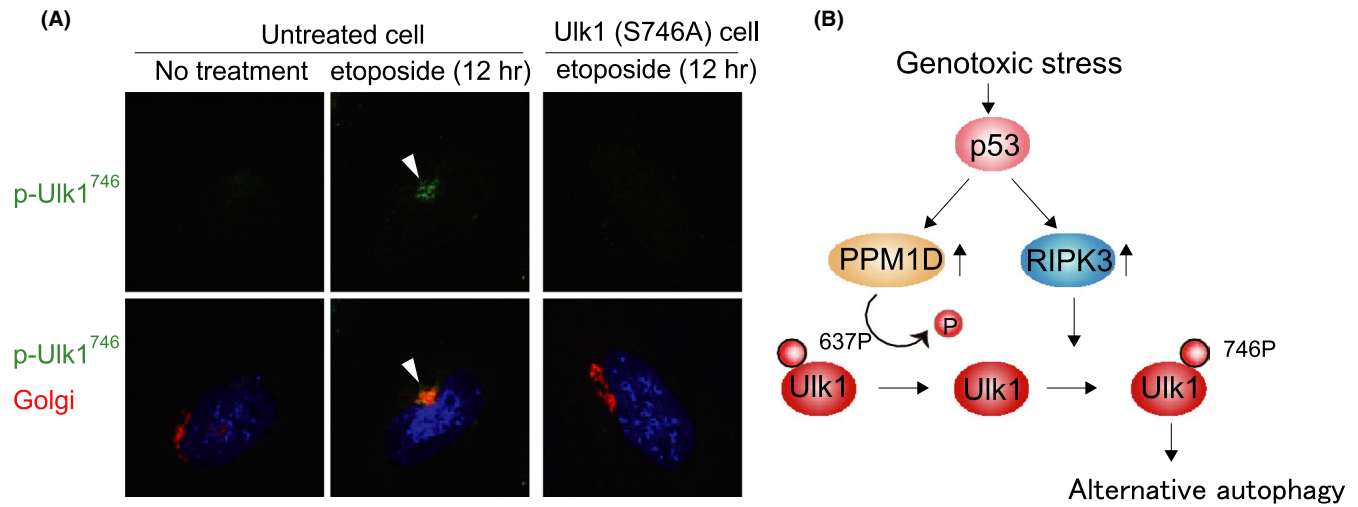 (A)
Untreated cell
Ulk1 (S746A) cell
No treatment
etoposide (12 hr)
etoposide (12 hr)
p-Ulk1⁷⁴⁶
p-Ulk1⁷⁴⁶
Golgi
(B)
Genotoxic stress
p53
PPM1D
RIPK3
P
637P
746P
Ulk1
Ulk1
Ulk1
Alternative autophagy